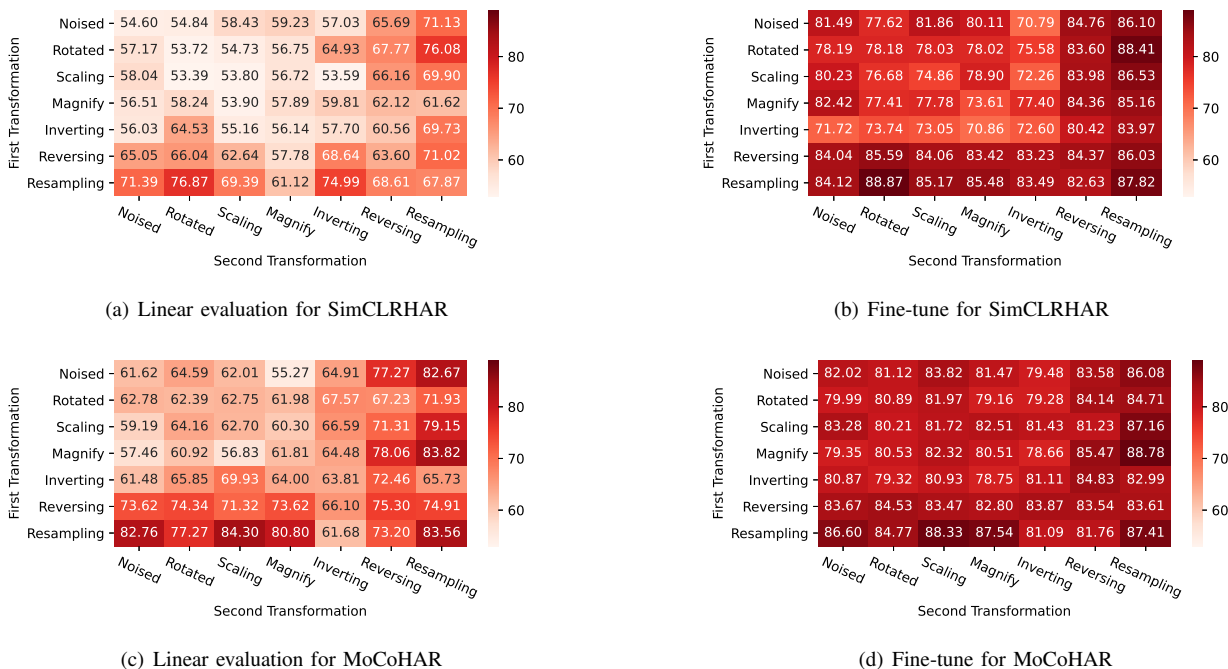 First Transformation
Noised 54.60 54.84 58.43 59.23 57.03 65.69 71.13
Rotated 57.17 53.72 54.73 56.75 64.93 67.77 76.08
Scaling 58.04 53.39 53.80 56.72 53.59 66.16 69.90
Magnify 56.51 58.24 53.90 57.89 59.81 62.12 61.62
Inverting 56.03 64.53 55.16 56.14 57.70 60.56 69.73
Reversing 65.05 66.04 62.64 57.78 68.64 63.60 71.02
Resampling 71.39 76.87 69.39 61.12 74.99 68.61 67.87
Noised Rotated Scaling Magnify Inverting Reversing Resampling
Second Transformation
80
70
60
(a) Linear evaluation for SimCLRHAR
First Transformation
Noised 81.49 77.62 81.86 80.11 70.79 84.76 86.10
Rotated 78.19 78.18 78.03 78.02 75.58 83.60 88.41
Scaling 80.23 76.68 74.86 78.90 72.26 83.98 86.53
Magnify 82.42 77.41 77.78 73.61 77.40 84.36 85.16
Inverting 71.72 73.74 73.05 70.86 72.60 80.42 83.97
Reversing 84.04 85.59 84.06 83.42 83.23 84.37 86.03
Resampling 84.12 88.87 85.17 85.48 83.49 82.63 87.82
Noised Rotated Scaling Magnify Inverting Reversing Resampling
Second Transformation
80
70
60
(b) Fine-tune for SimCLRHAR
First Transformation
Noised 61.62 64.59 62.01 55.27 64.91 77.27 82.67
Rotated 62.78 62.39 62.75 61.98 67.57 67.23 71.93
Scaling 59.19 64.16 62.70 60.30 66.59 71.31 79.15
Magnify 57.46 60.92 56.83 61.81 64.48 78.06 83.82
Inverting 61.48 65.85 69.93 64.00 63.81 72.46 65.73
Reversing 73.62 74.34 71.32 73.62 66.10 75.30 74.91
Resampling 82.76 77.27 84.30 80.80 61.68 73.20 83.56
Noised Rotated Scaling Magnify Inverting Reversing Resampling
Second Transformation
80
70
60
(c) Linear evaluation for MoCoHAR
First Transformation
Noised 82.02 81.12 83.82 81.47 79.48 83.58 86.08
Rotated 79.99 80.89 81.97 79.16 79.28 84.14 84.71
Scaling 83.28 80.21 81.72 82.51 81.43 81.23 87.16
Magnify 79.35 80.53 82.32 80.51 78.66 85.47 88.78
Inverting 80.87 79.32 80.93 78.75 81.11 84.83 82.99
Reversing 83.67 84.53 83.47 82.80 83.87 83.54 83.61
Resampling 86.60 84.77 88.33 87.54 81.09 81.76 87.41
Noised Rotated Scaling Magnify Inverting Reversing Resampling
Second Transformation
80
70
60
(d) Fine-tune for MoCoHAR